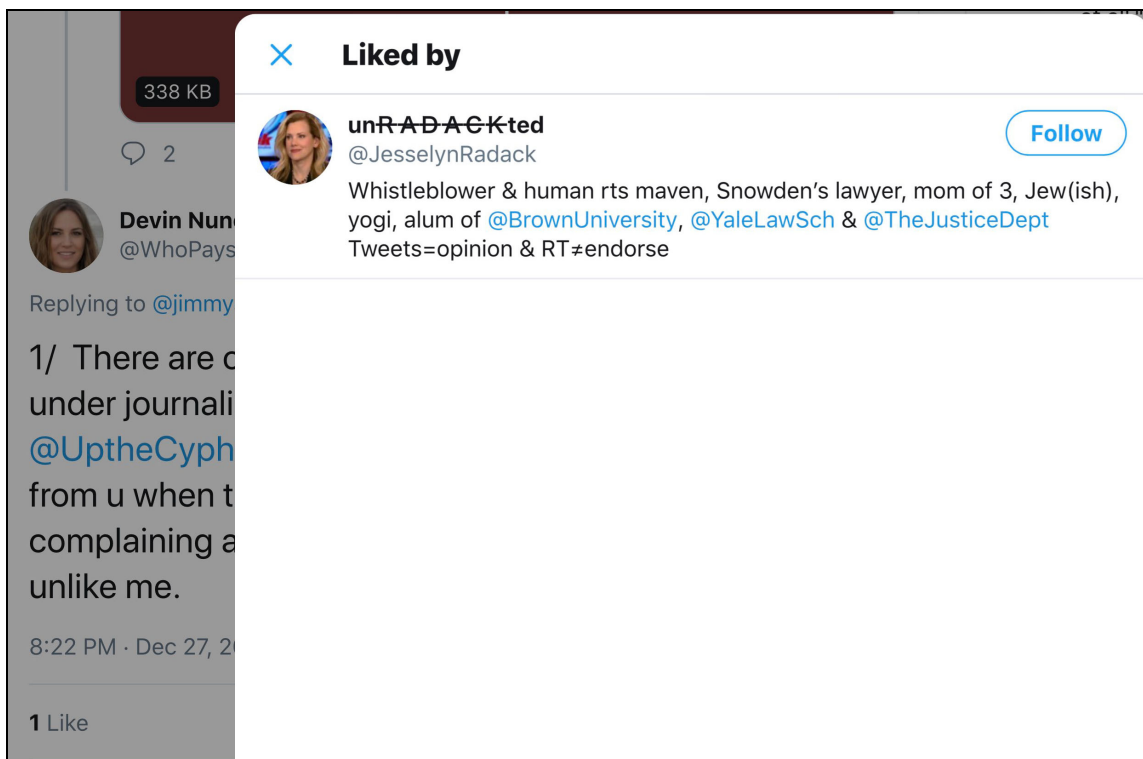 338 KB
2
Devin Nun
@WhoPays
Replying to @jimmy
1/ There are
under journali
@UptheCyph
from u when t
complaining a
unlike me.
8:22 PM · Dec 27, 2
1 Like
Liked by
unR̶A̶D̶A̶C̶K̶ted
@JesselynRadack
Follow
Whistleblower & human rts maven, Snowden’s lawyer, mom of 3, Jew(ish),
yogi, alum of @BrownUniversity, @YaleLawSch & @TheJusticeDept
Tweets=opinion & RT≠endorse